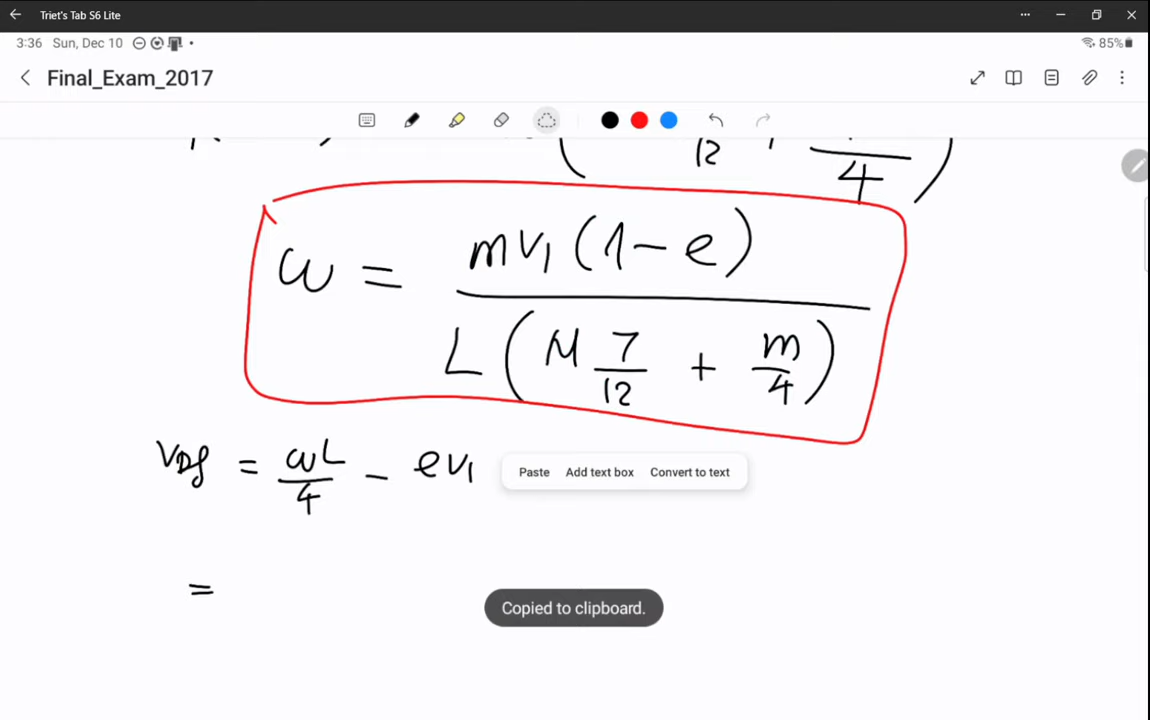 Triet's Tab S6 Lite
3:36 Sun, Dec 10 85%
Final_Exam_2017
12
4
ω = mv₁(1 − e) / L(M 7/12 + m/4)
v_Df = ωL/4 − ev₁
Paste Add text box Convert to text
=
Copied to clipboard.